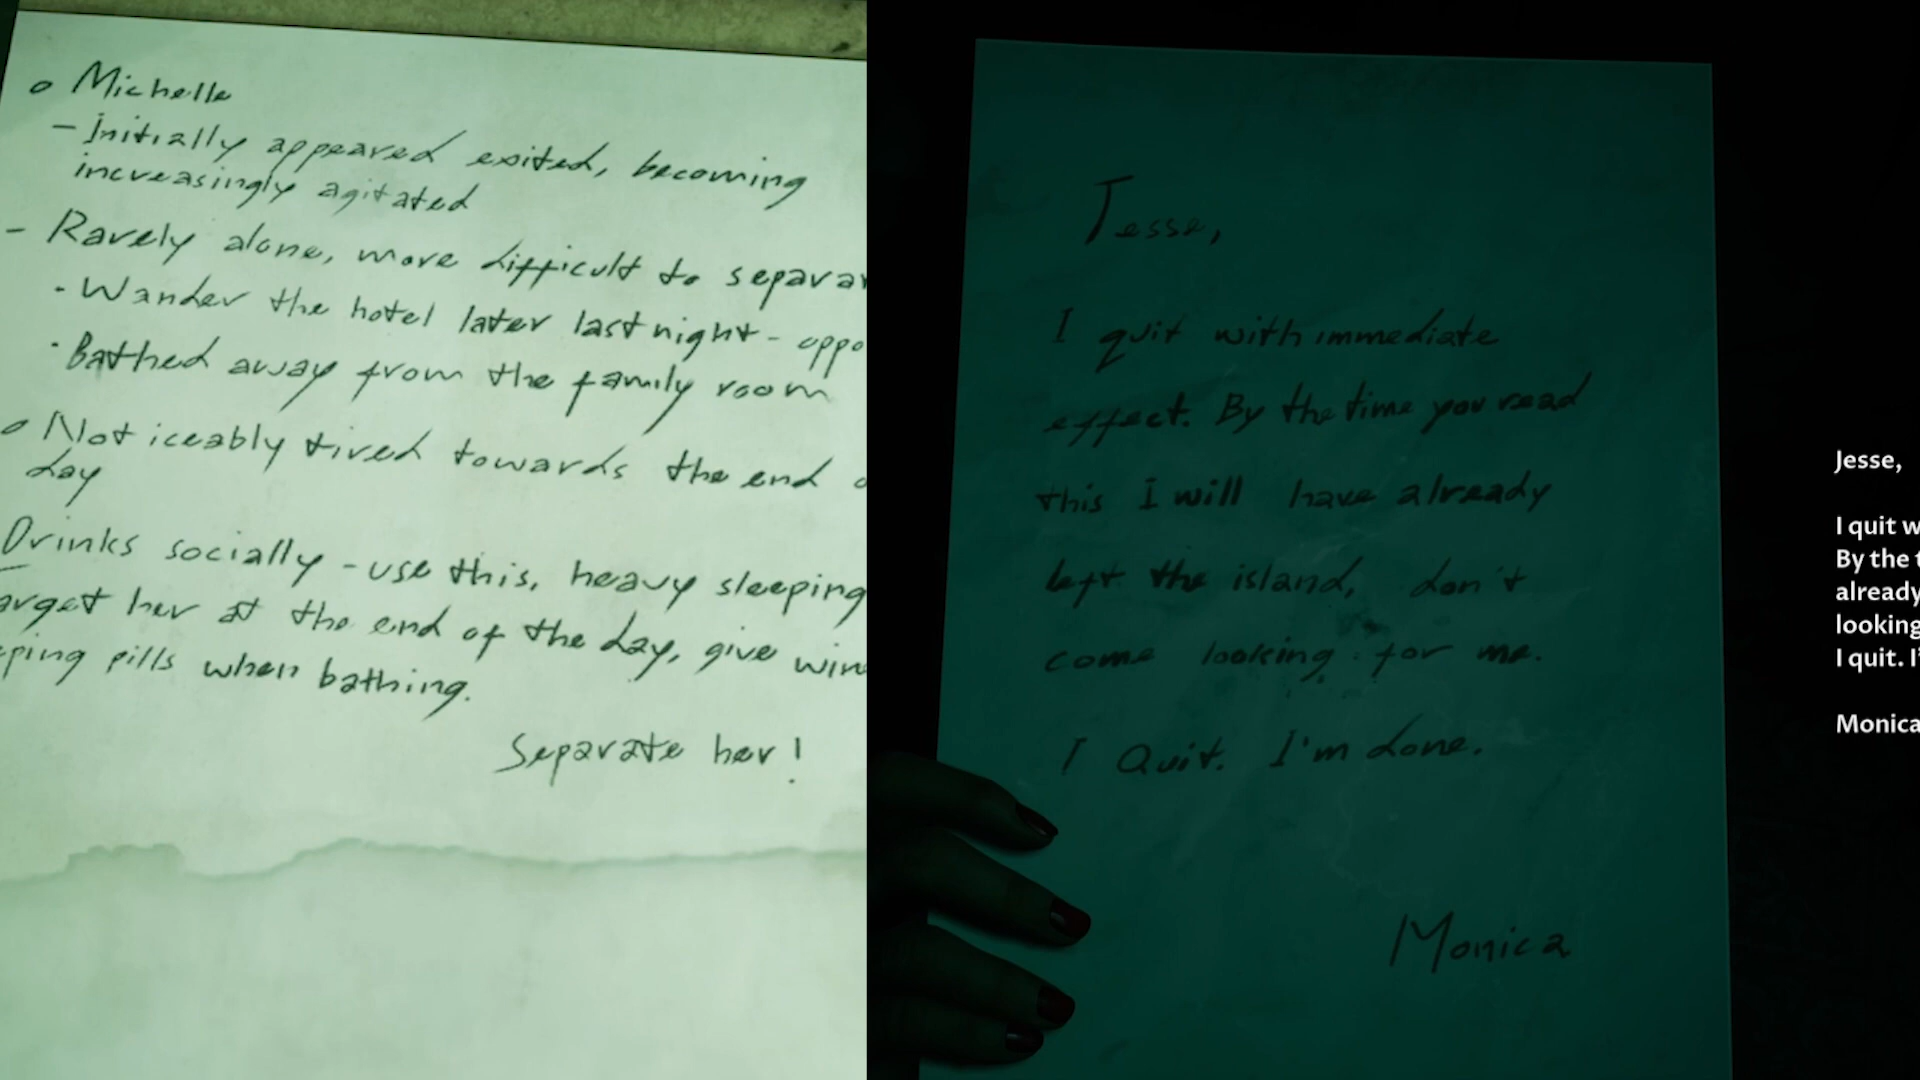 o Michelle
- Initially appeared exited, becoming
increasingly agitated
- Rarely alone, more difficult to separa
- Wander the hotel later last night - oppo
· Bathed away from the family room
o Noticeably tired towards the end
day
Drinks socially - use this, heavy sleeping
arget her at the end of the day, give win
ping pills when bathing.
Separate her!
Jesse,
I quit with immediate
effect. By the time you read
this I will have already
left the island, don't
come looking for me.
I Quit. I'm done.
Monica
Jesse,
I quit w
By the t
already
looking
I quit. I'
Monica